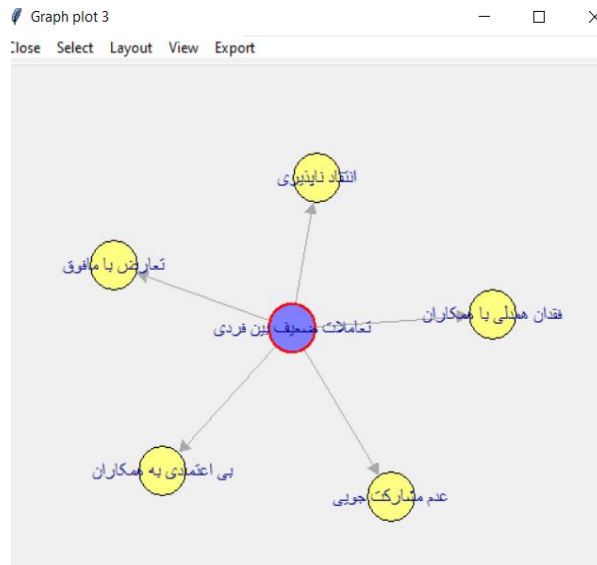 Graph plot 3
Close Select Layout View Export
انتقاد ناپذیری
تعارض با مافوق
فقدان همدلی با همکاران
تعاملات ضعیف بین فردی
بی اعتمادی به همکاران
عدم مشارکت جویی